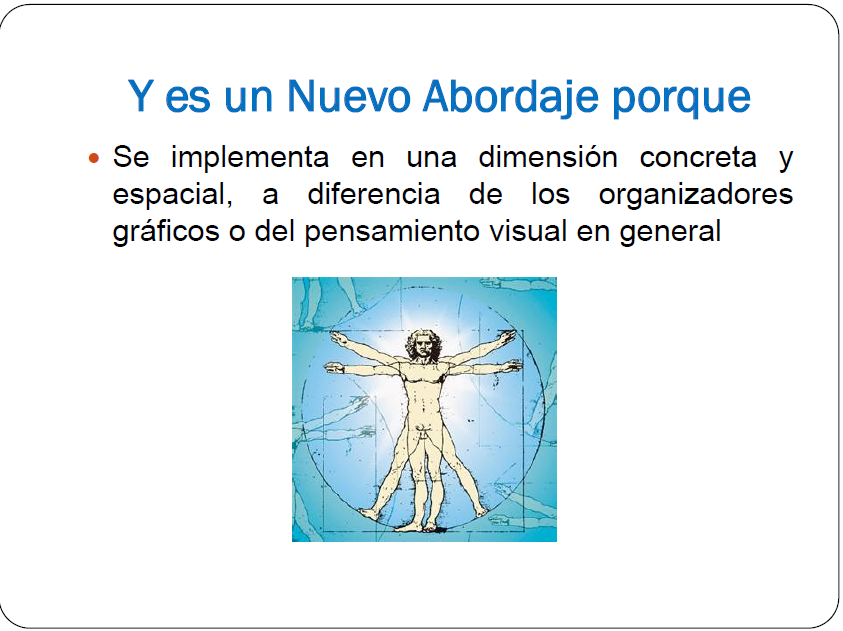 Y es un Nuevo Abordaje porque
• Se implementa en una dimensión concreta y
espacial, a diferencia de los organizadores
gráficos o del pensamiento visual en general